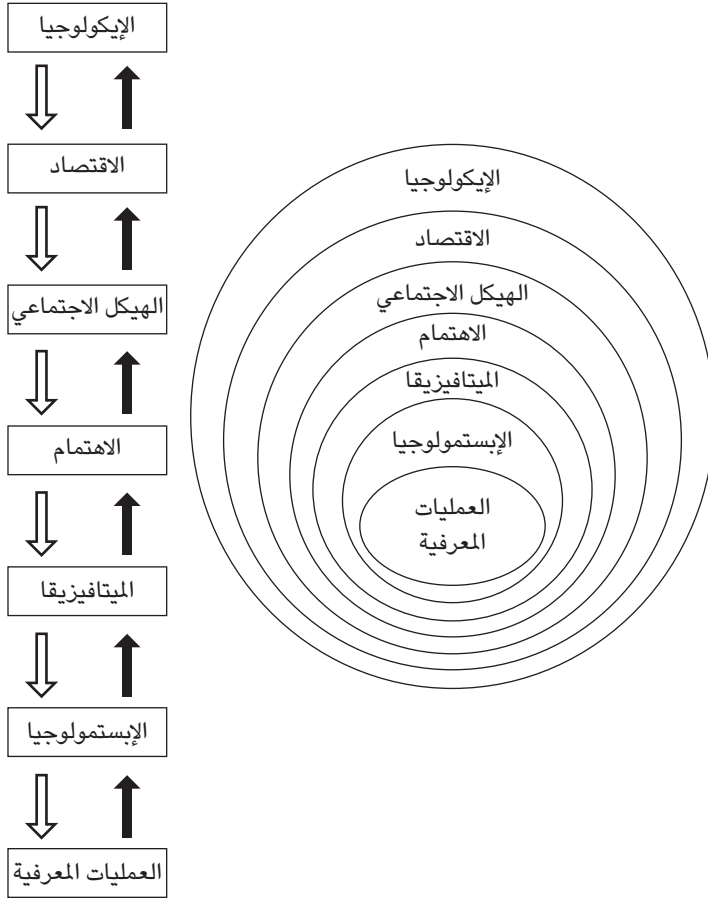 الإيكولوجيا
الاقتصاد
الهيكل الاجتماعي
الاهتمام
الميتافيزيقا
الإبستمولوجيا
العمليات المعرفية
الإيكولوجيا
الاقتصاد
الهيكل الاجتماعي
الاهتمام
الميتافيزيقا
الإبستمولوجيا
العمليات
المعرفية